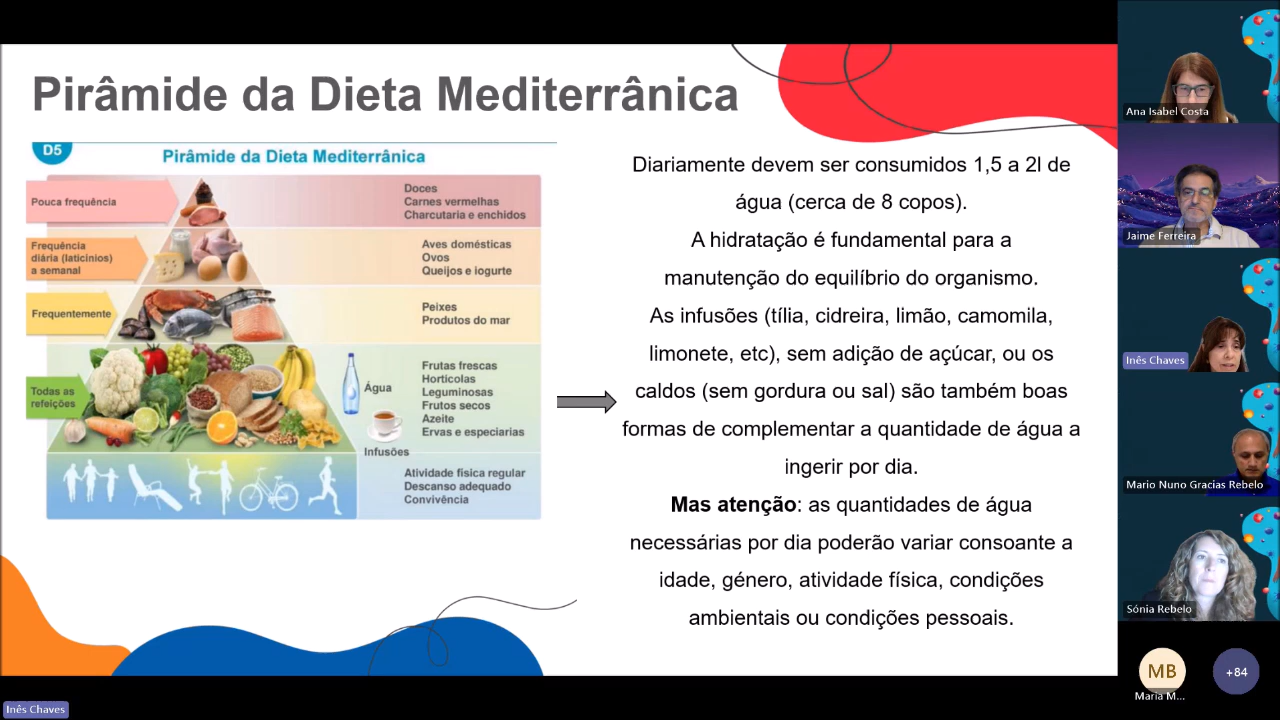 Pirâmide da Dieta Mediterrânica
D5
Pirâmide da Dieta Mediterrânica
Pouca frequência
Doces
Carnes vermelhas
Charcutaria e enchidos
Frequência
diária (laticínios)
a semanal
Aves domésticas
Ovos
Queijos e iogurte
Frequentemente
Peixes
Produtos do mar
Todas as
refeições
Água
Infusões
Frutas frescas
Hortícolas
Leguminosas
Frutos secos
Azeite
Ervas e especiarias
Atividade física regular
Descanso adequado
Convivência
Diariamente devem ser consumidos 1,5 a 2l de
água (cerca de 8 copos).
A hidratação é fundamental para a
manutenção do equilíbrio do organismo.
As infusões (tília, cidreira, limão, camomila,
limonete, etc), sem adição de açúcar, ou os
caldos (sem gordura ou sal) são também boas
formas de complementar a quantidade de água a
ingerir por dia.
Mas atenção: as quantidades de água
necessárias por dia poderão variar consoante a
idade, género, atividade física, condições
ambientais ou condições pessoais.
Ana Isabel Costa
Jaime Ferreira
Inês Chaves
Mario Nuno Gracias Rebelo
Sónia Rebelo
MB
Maria M...
+84
Inês Chaves